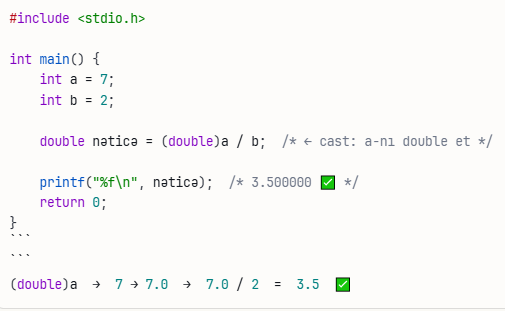 #include <stdio.h>
int main() {
int a = 7;
int b = 2;
double nəticə = (double)a / b;  /* ← cast: a-nı double et */
printf("%f\n", nəticə);  /* 3.500000 ✅ */
return 0;
}
```
```
(double)a  →  7 → 7.0  →  7.0 / 2  =  3.5  ✅